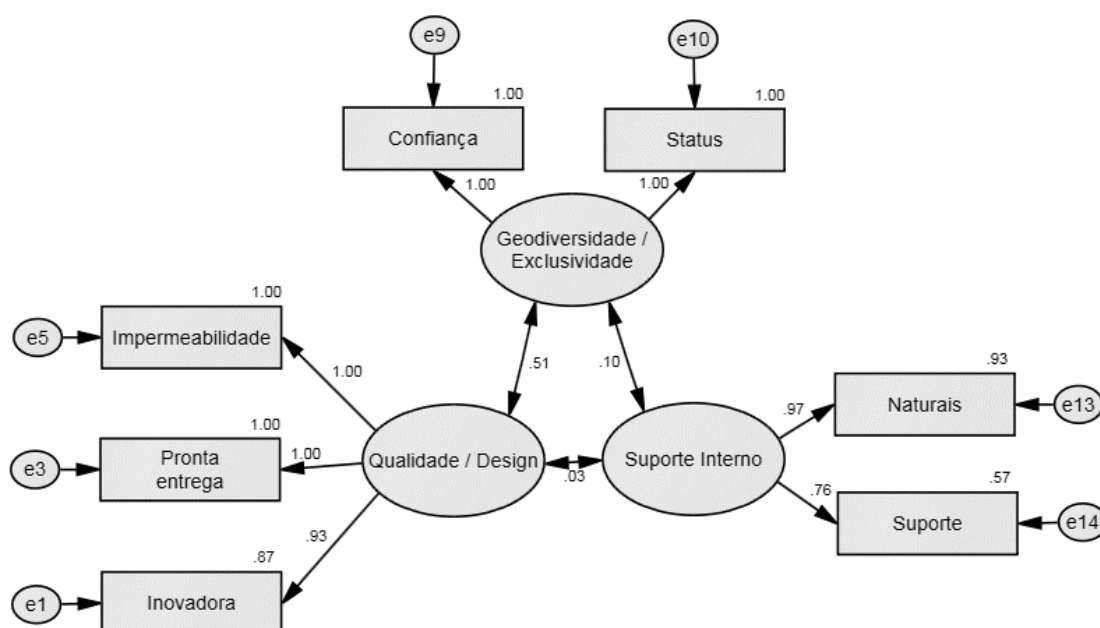 e9
e10
1.00
1.00
Confiança
Status
1.00
1.00
Geodiversidade /
Exclusividade
1.00
e5
Impermeabilidade
1.00
.51
.10
.93
Naturais
e13
.97
1.00
e3
Pronta
entrega
1.00
Qualidade / Design
.03
Suporte Interno
.76
.57
Suporte
e14
.93
.87
e1
Inovadora